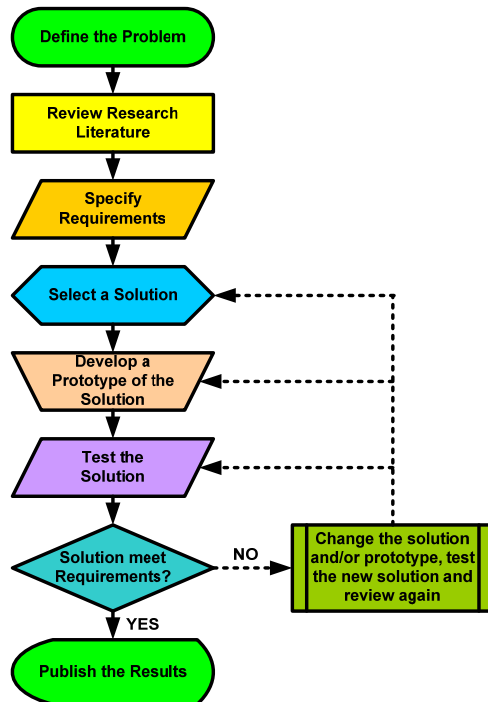 Define the Problem
Review Research
Literature
Specify
Requirements
Select a Solution
Develop a
Prototype of the
Solution
Test the
Solution
Solution meet
Requirements?
NO
Change the solution
and/or prototype, test
the new solution and
review again
YES
Publish the Results